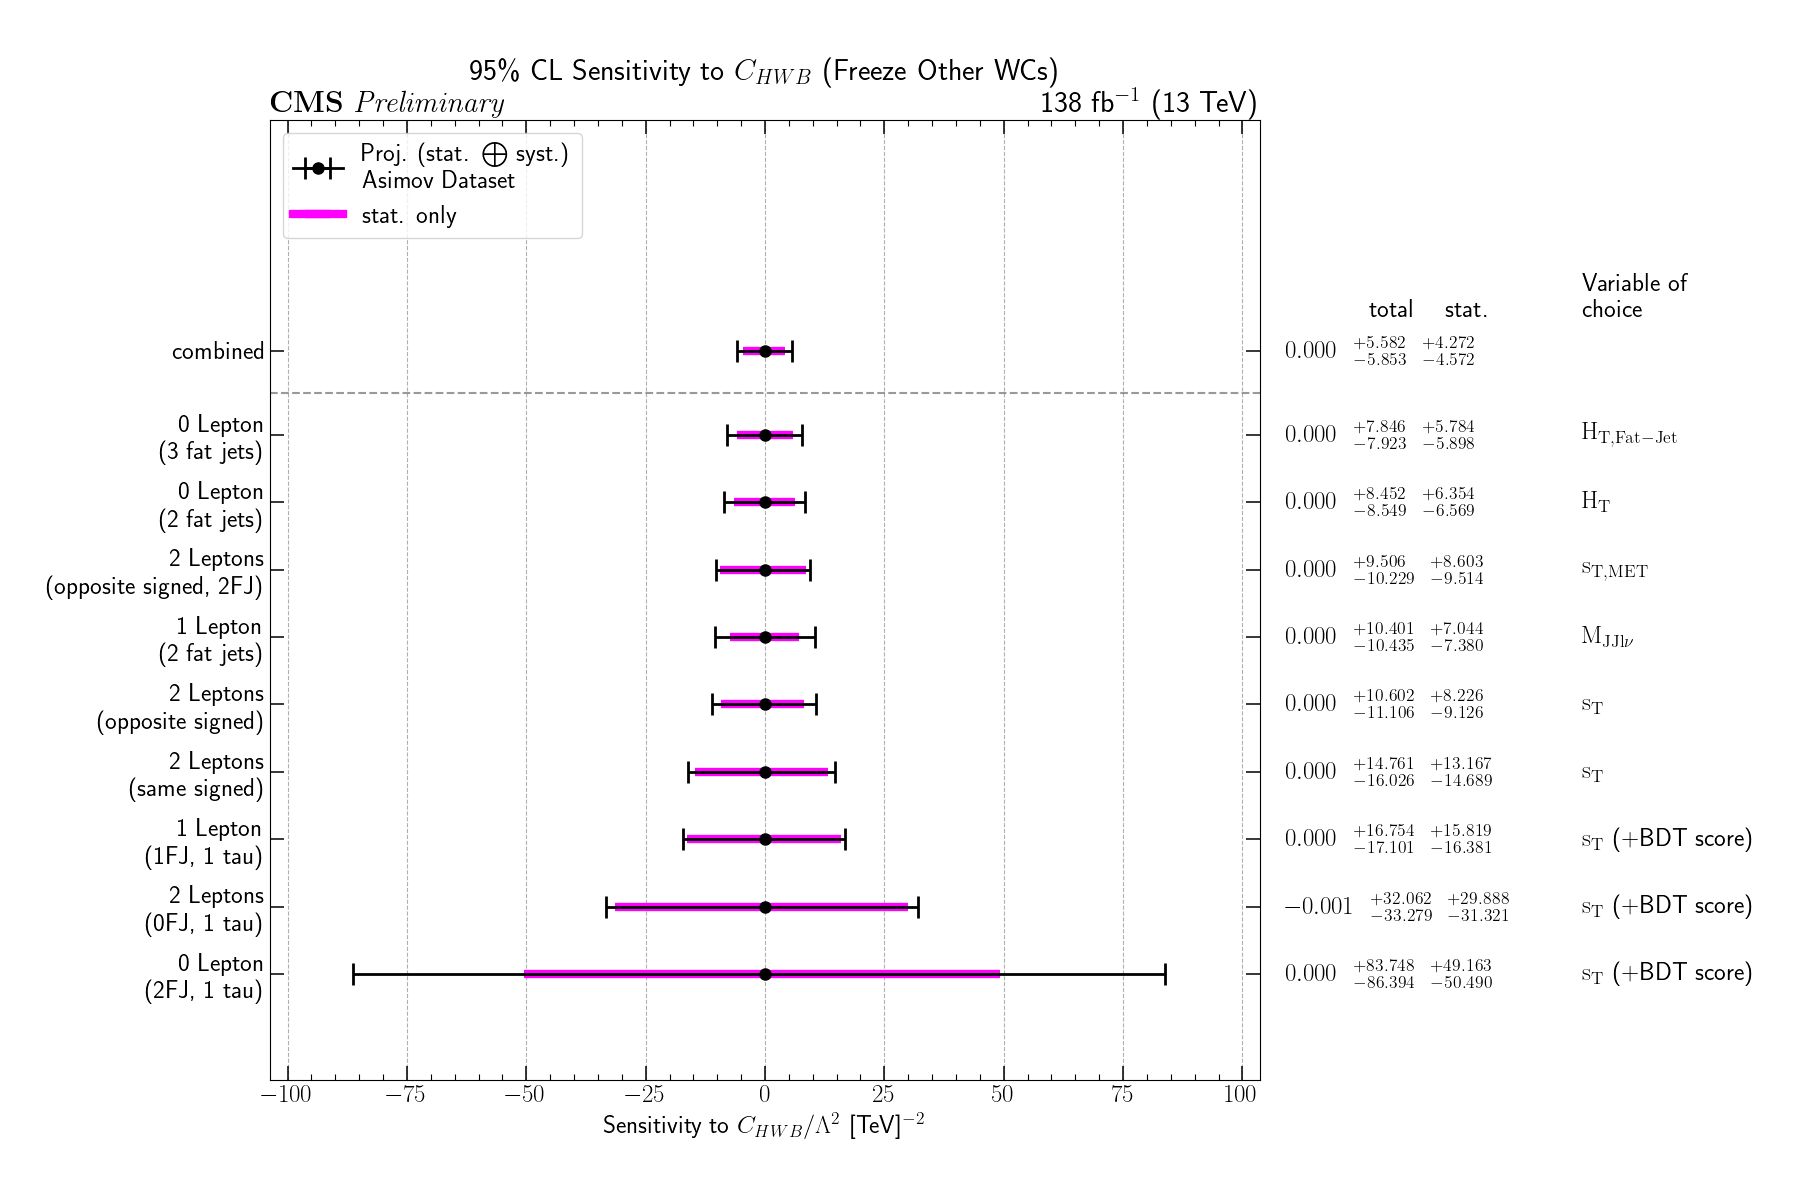 95% CL Sensitivity to C_{HWB} (Freeze Other WCs)
CMS Preliminary 138 fb^{−1} (13 TeV)
Proj. (stat. ⊕ syst.)
Asimov Dataset
stat. only
Variable of
total stat. choice
combined 0.000 +5.582 −5.853 +4.272 −4.572
0 Lepton
(3 fat jets) 0.000 +7.846 −7.923 +5.784 −5.898 H_{T,Fat−Jet}
0 Lepton
(2 fat jets) 0.000 +8.452 −8.549 +6.354 −6.569 H_T
2 Leptons
(opposite signed, 2FJ) 0.000 +9.506 −10.229 +8.603 −9.514 s_{T,MET}
1 Lepton
(2 fat jets) 0.000 +10.401 −10.435 +7.044 −7.380 M_{JJlν}
2 Leptons
(opposite signed) 0.000 +10.602 −11.106 +8.226 −9.126 s_T
2 Leptons
(same signed) 0.000 +14.761 −16.026 +13.167 −14.689 s_T
1 Lepton
(1FJ, 1 tau) 0.000 +16.754 −17.101 +15.819 −16.381 s_T (+BDT score)
2 Leptons
(0FJ, 1 tau) −0.001 +32.062 −33.279 +29.888 −31.321 s_T (+BDT score)
0 Lepton
(2FJ, 1 tau) 0.000 +83.748 −86.394 +49.163 −50.490 s_T (+BDT score)
−100 −75 −50 −25 0 25 50 75 100
Sensitivity to C_{HWB}/Λ^2 [TeV]^{−2}